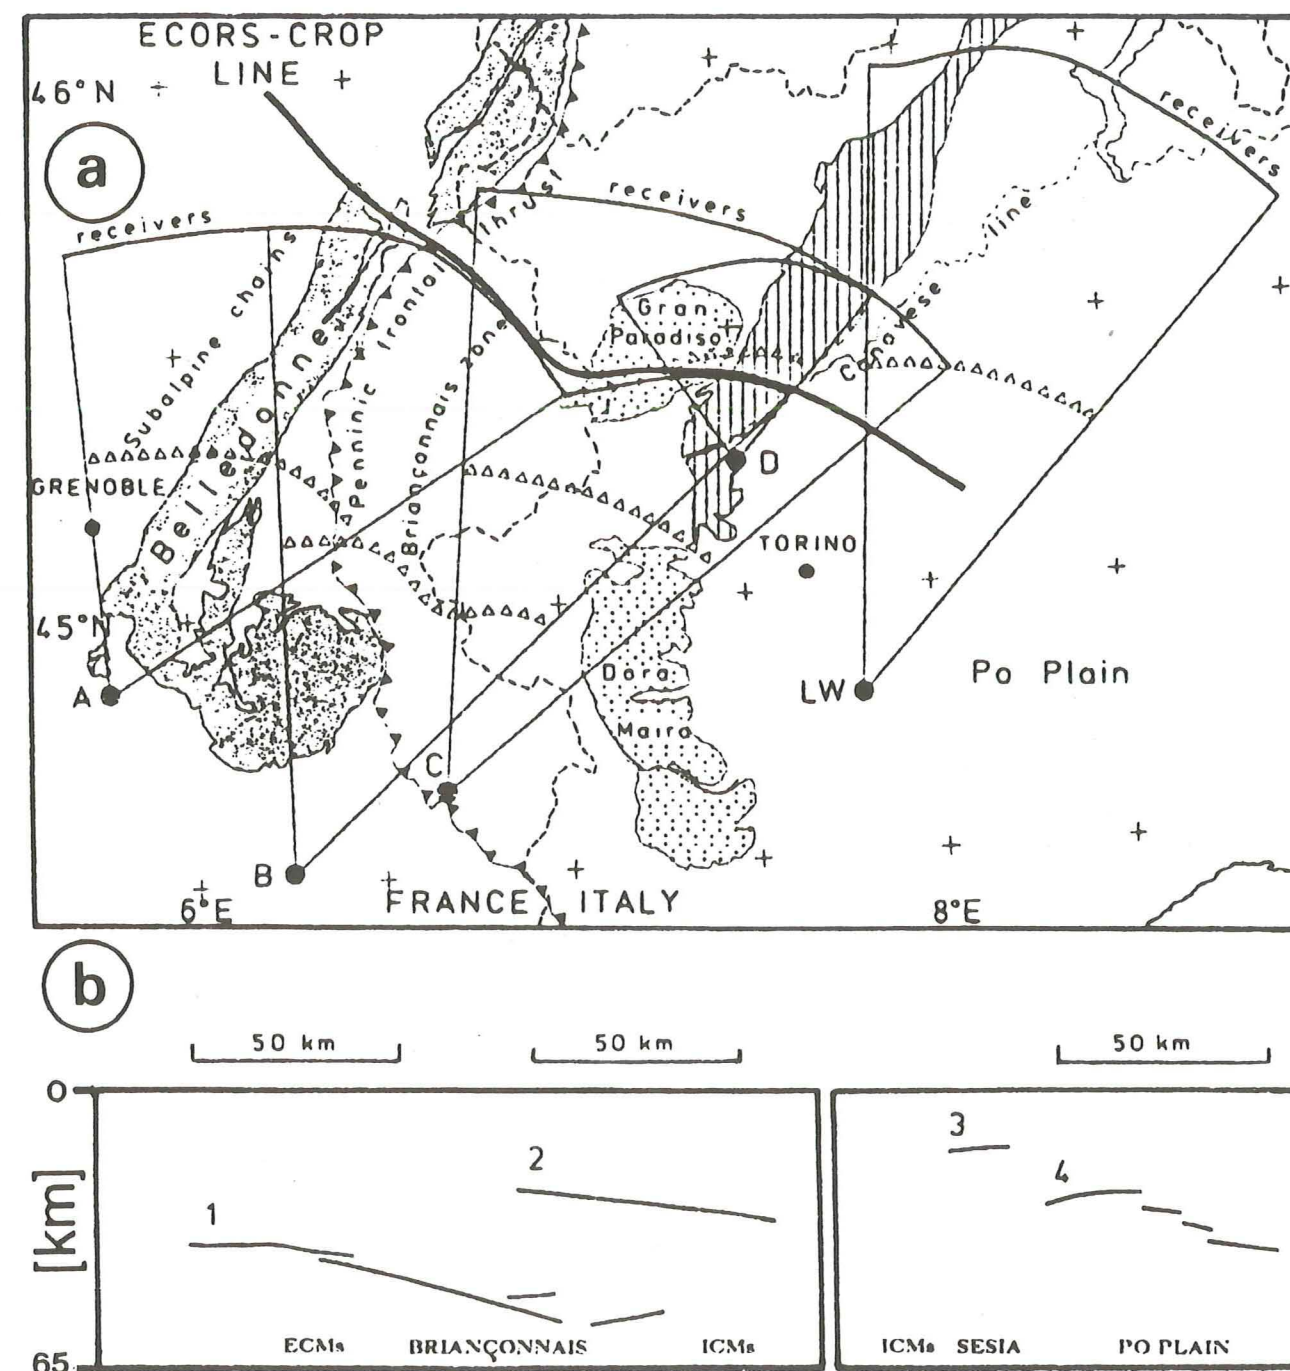 ECORS-CROP
LINE
46°N
a
receivers
receivers
receivers
Subalpine chains
Belledonne
Penninic frontal thrust
Briançonnais zone
Gran
Paradiso
S
Canavese line
GRENOBLE
D
TORINO
45°N
A
Dora
Maira
LW
Po Plain
C
B
6°E
FRANCE
ITALY
8°E
b
50 km
50 km
50 km
0
[km]
65
1
2
3
4
ECMs
BRIANÇONNAIS
ICMs
ICMs
SESIA
PO PLAIN